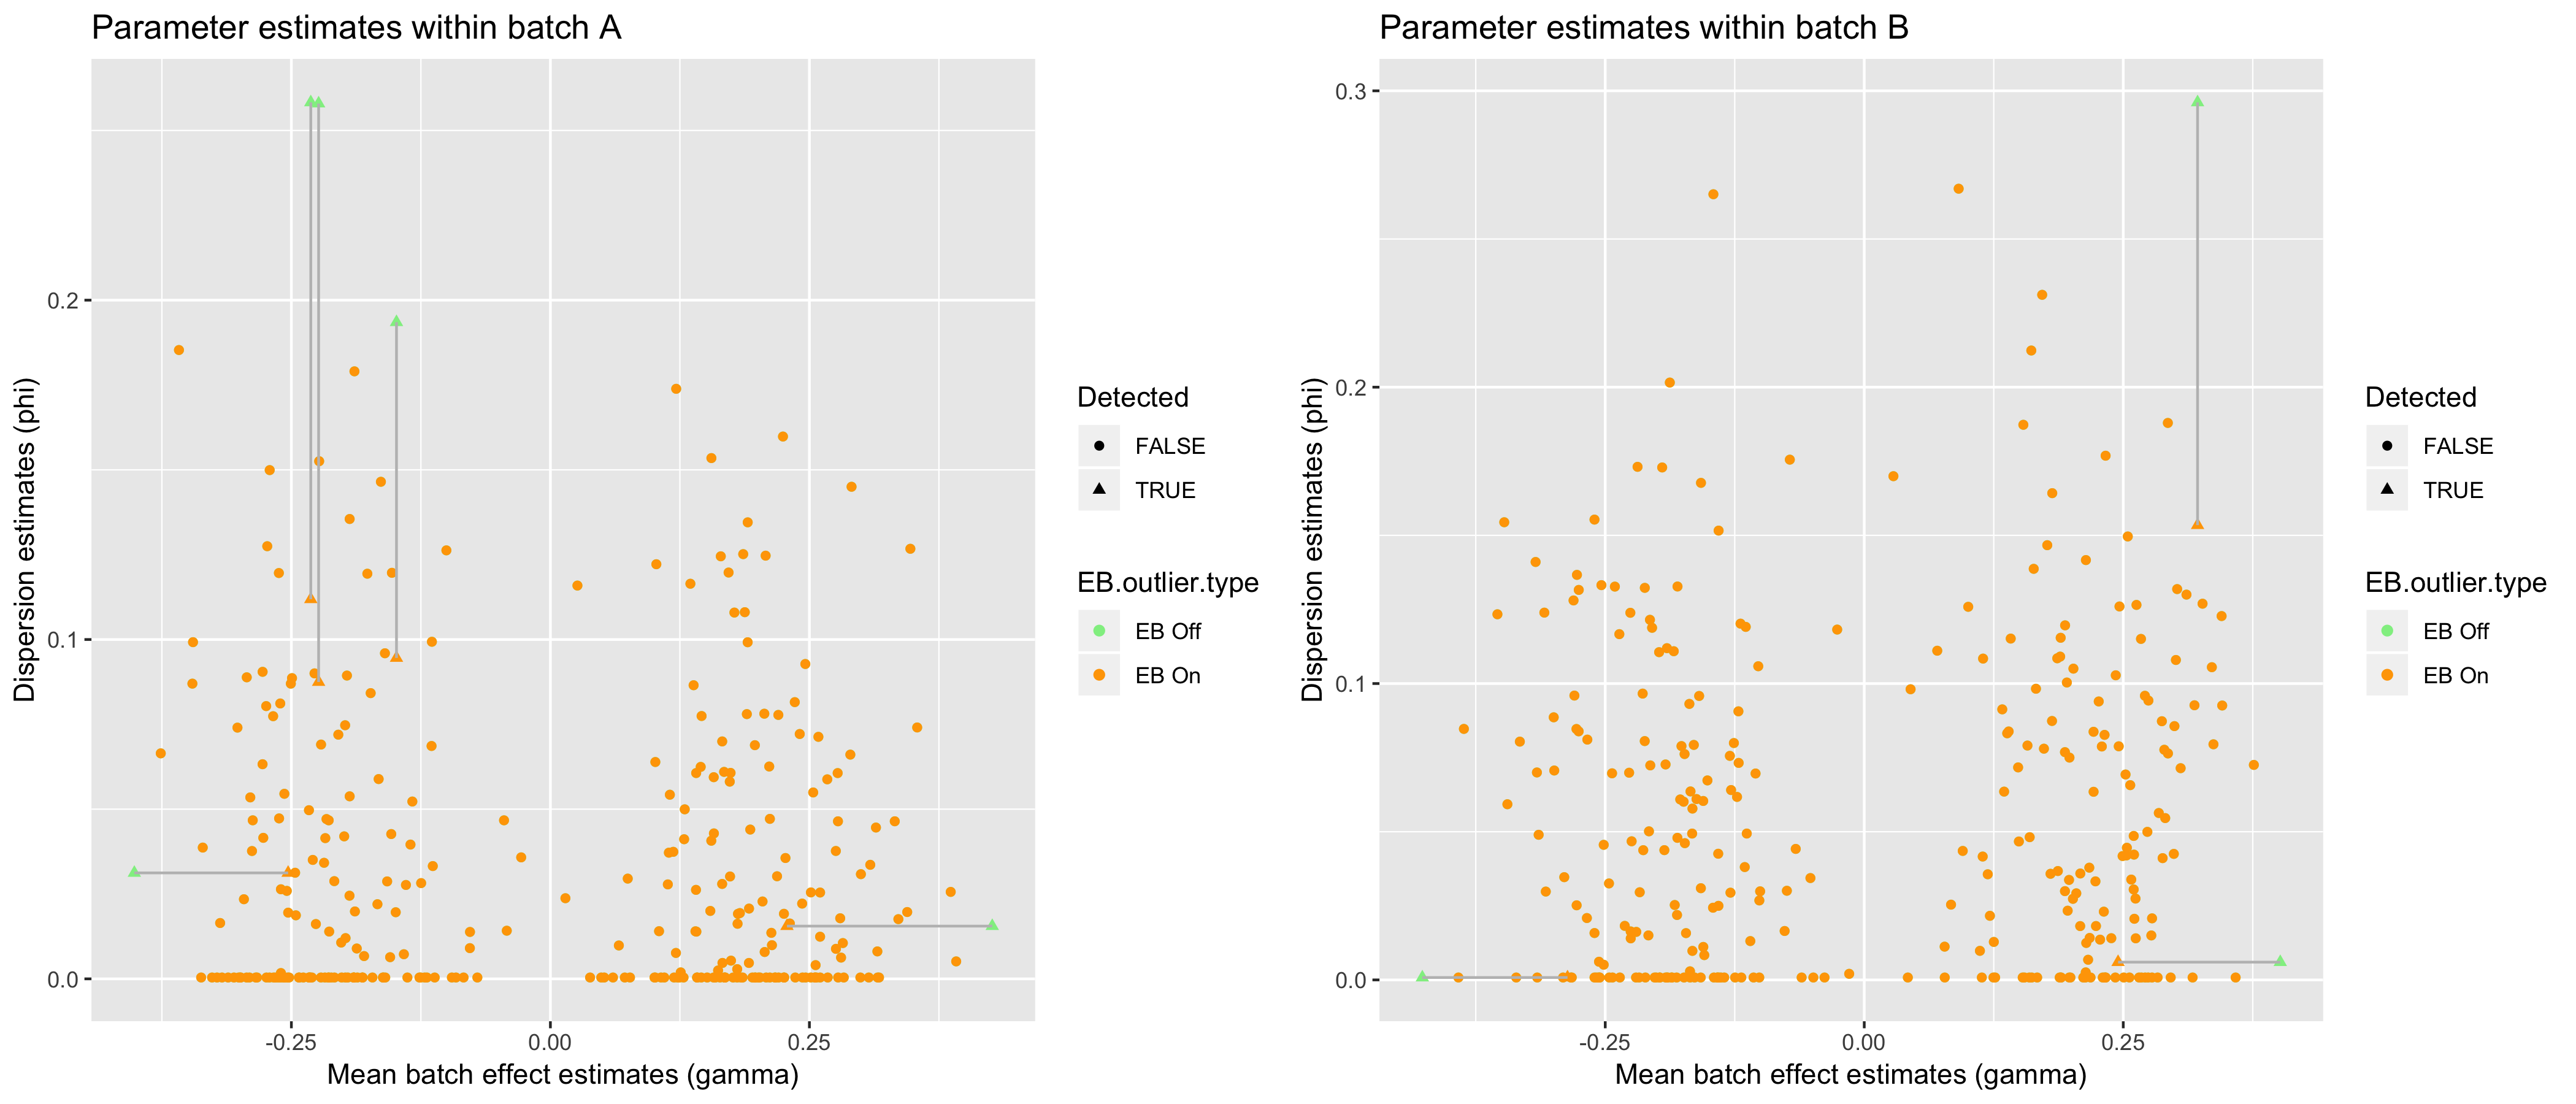 Parameter estimates within batch A
Dispersion estimates (phi)
0.2
0.1
0.0
-0.25
0.00
0.25
Mean batch effect estimates (gamma)
Detected
FALSE
TRUE
EB.outlier.type
EB Off
EB On
Parameter estimates within batch B
Dispersion estimates (phi)
0.3
0.2
0.1
0.0
-0.25
0.00
0.25
Mean batch effect estimates (gamma)
Detected
FALSE
TRUE
EB.outlier.type
EB Off
EB On